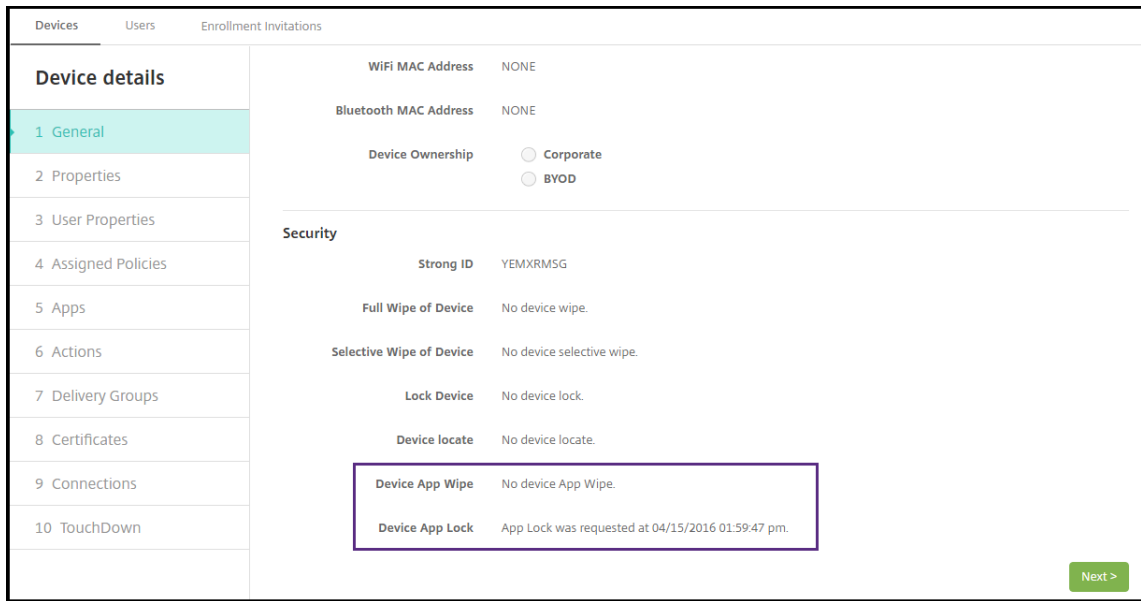 Devices Users Enrollment Invitations
Device details
1 General
2 Properties
3 User Properties
4 Assigned Policies
5 Apps
6 Actions
7 Delivery Groups
8 Certificates
9 Connections
10 TouchDown
WiFi MAC Address NONE
Bluetooth MAC Address NONE
Device Ownership Corporate
BYOD
Security
Strong ID YEMXRMSG
Full Wipe of Device No device wipe.
Selective Wipe of Device No device selective wipe.
Lock Device No device lock.
Device locate No device locate.
Device App Wipe No device App Wipe.
Device App Lock App Lock was requested at 04/15/2016 01:59:47 pm.
Next >